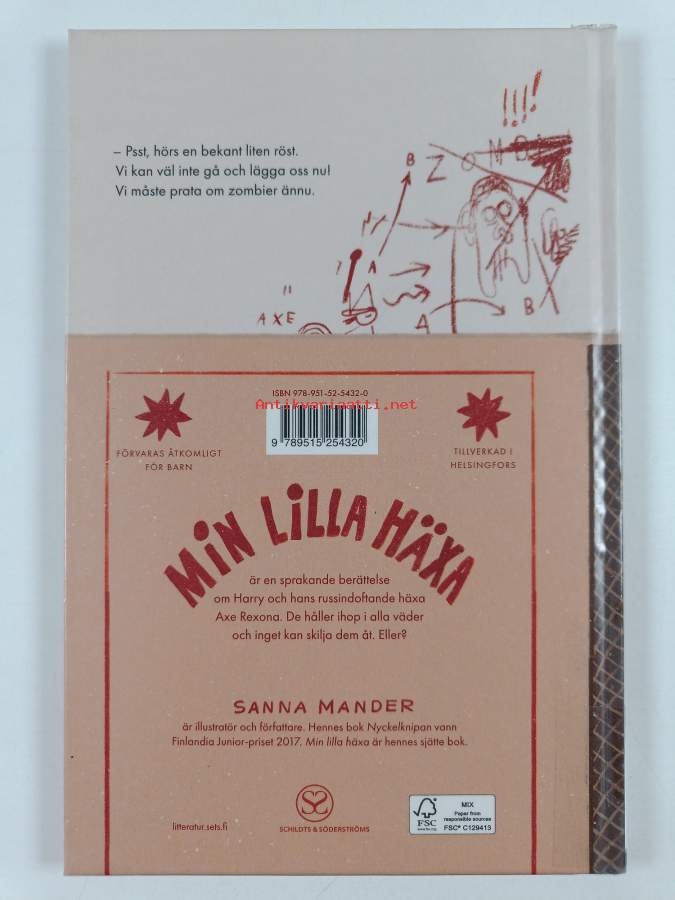 – Psst, hörs en bekant liten röst.
Vi kan väl inte gå och lägga oss nu!
Vi måste prata om zombier ännu.
!!!!
B
A
AXE
A
B
ISBN 978-951-52-5432-0
Antikvariaatti.net
9 789515 254320
FÖRVARAS ÅTKOMLIGT
FÖR BARN
TILLVERKAD I
HELSINGFORS
MIN LILLA HÄXA
är en sprakande berättelse
om Harry och hans russindoftande häxa
Axe Rexona. De håller ihop i alla väder
och inget kan skilja dem åt. Eller?
SANNA MANDER
är illustratör och författare. Hennes bok Nyckelknipan vann
Finlandia Junior-priset 2017. Min lilla häxa är hennes sjätte bok.
litteratur.sets.fi
SCHILDTS & SÖDERSTRÖMS
FSC
www.fsc.org
MIX
Paper from
responsible sources
FSC® C129413